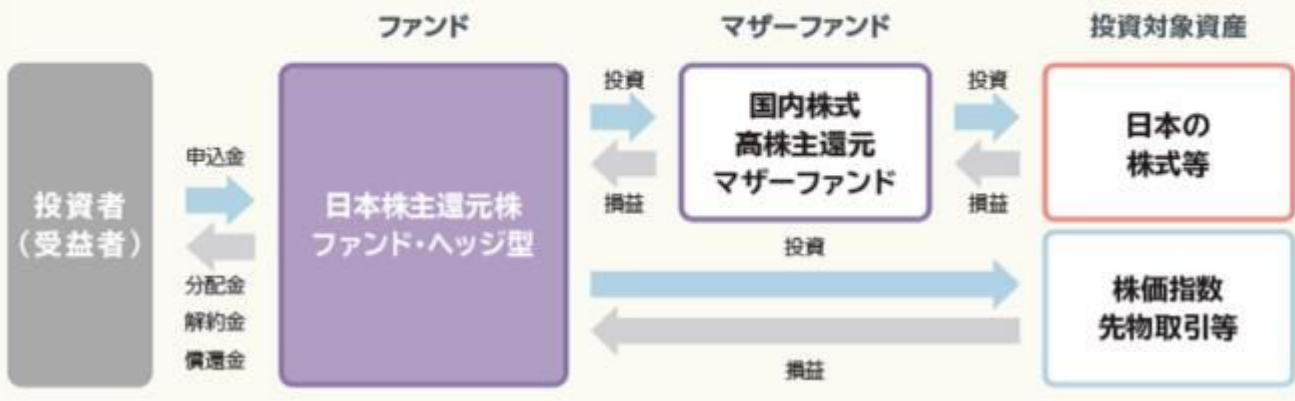 ファンド
マザーファンド
投資対象資産
投資者
（受益者）
申込金
分配金
解約金
償還金
日本株主還元株
ファンド・ヘッジ型
投資
損益
国内株式
高株主還元
マザーファンド
投資
損益
日本の
株式等
投資
損益
株価指数
先物取引等